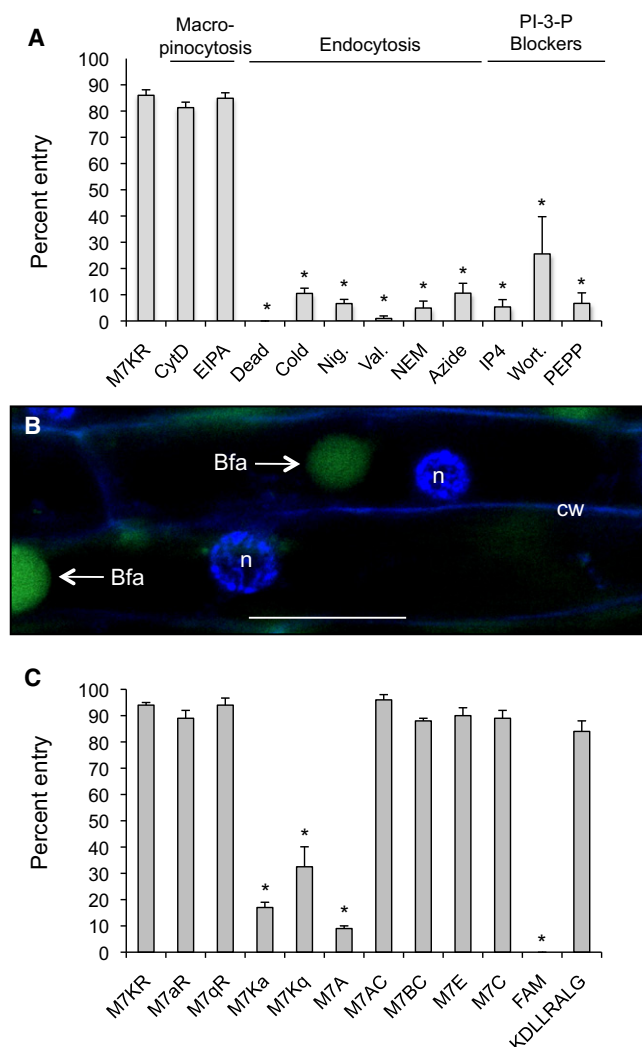 A
Macro-
pinocytosis
Endocytosis
PI-3-P
Blockers
Percent entry
100
90
80
70
60
50
40
30
20
10
0
* * * * * * * * *
M7KR CytD EIPA Dead Cold Nig. Val. NEM Azide IP4 Wort. PEPP
B
Bfa
n
cw
n
Bfa
C
Percent entry
100
90
80
70
60
50
40
30
20
10
0
* * * *
M7KR M7aR M7qR M7Ka M7Kq M7A M7AC M7BC M7E M7C FAM KDLLRALG